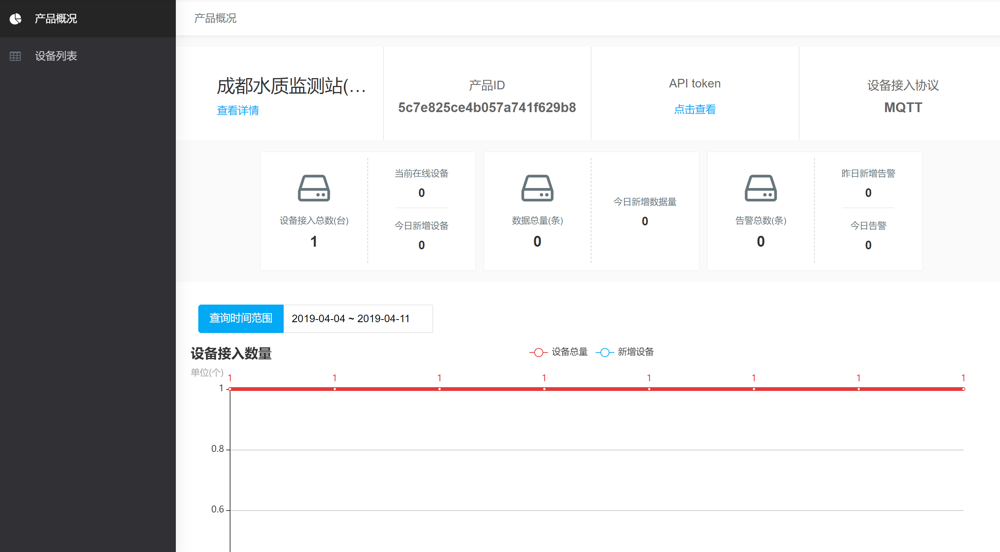 产品概况
设备列表
产品概况
成都水质监测站(...
查看详情
产品ID
5c7e825ce4b057a741f629b8
API token
点击查看
设备接入协议
MQTT
设备接入总数(台)
1
当前在线设备
0
今日新增设备
0
数据总量(条)
0
今日新增数据量
0
告警总数(条)
0
昨日新增告警
0
今日告警
0
查询时间范围 2019-04-04 ~ 2019-04-11
设备接入数量
设备总量 新增设备
单位(个)
1 1 1 1 1 1 1 1
1
0.8
0.6